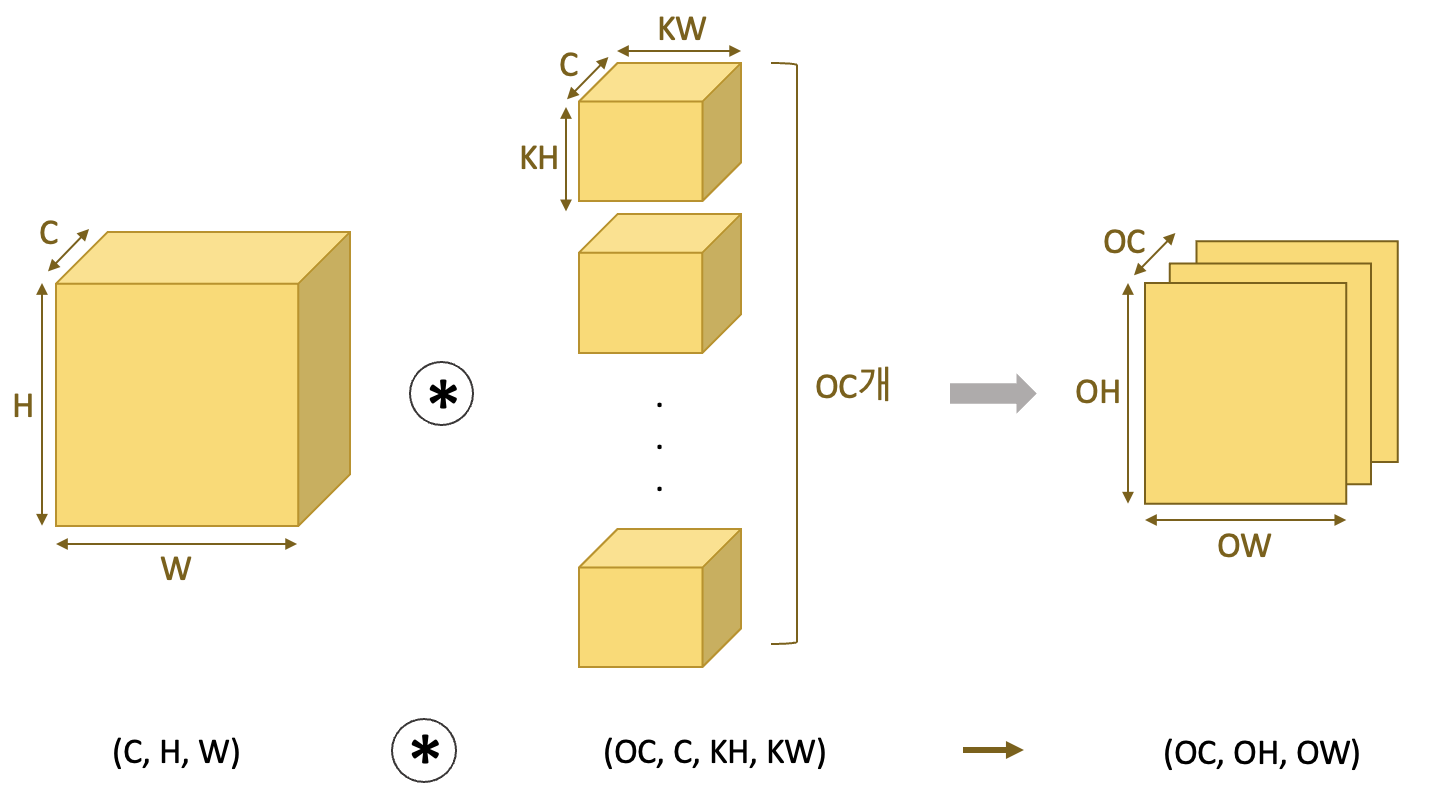 KW
C
KH
C
H
W
*
OC개
OC
OH
OW
(C, H, W)
*
(OC, C, KH, KW)
(OC, OH, OW)